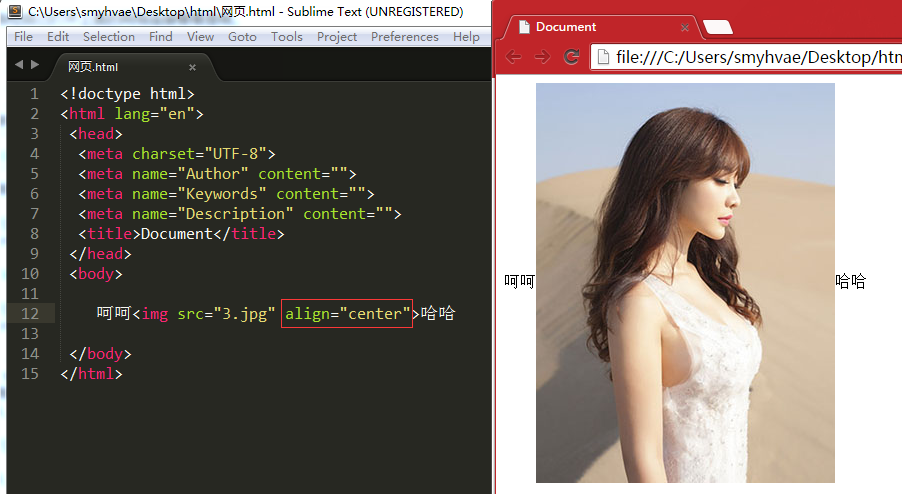 C:\Users\smyhvae\Desktop\html\网页.html - Sublime Text (UNREGISTERED)
File Edit Selection Find View Goto Tools Project Preferences Help
网页.html ×
1 <!doctype html>
2 <html lang="en">
3 <head>
4 <meta charset="UTF-8">
5 <meta name="Author" content="">
6 <meta name="Keywords" content="">
7 <meta name="Description" content="">
8 <title>Document</title>
9 </head>
10 <body>
11
12 呵呵<img src="3.jpg" align="center">哈哈
13
14 </body>
15 </html>
Document ×
file:///C:/Users/smyhvae/Desktop/htm
呵呵 哈哈